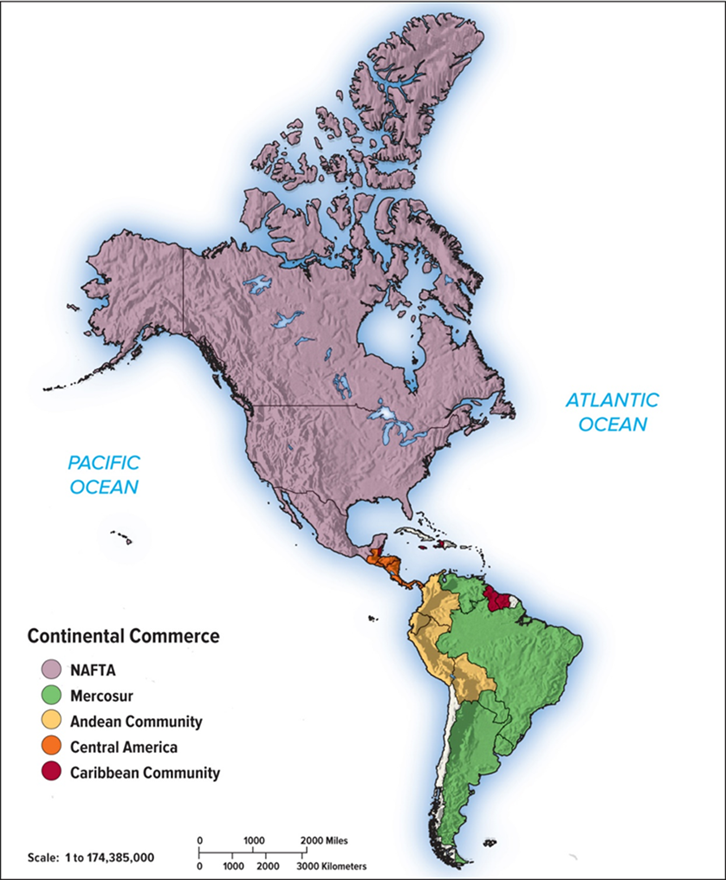 ATLANTIC
OCEAN
PACIFIC
OCEAN
Continental Commerce
NAFTA
Mercosur
Andean Community
Central America
Caribbean Community
Scale: 1 to 174,385,000
0 1000 2000 Miles
0 1000 2000 3000 Kilometers